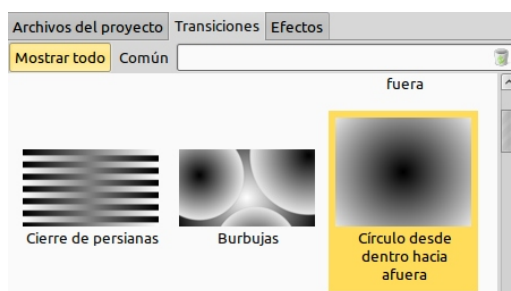 Archivos del proyecto Transiciones Efectos
Mostrar todo Común
fuera
Cierre de persianas Burbujas Círculo desde
dentro hacia
afuera